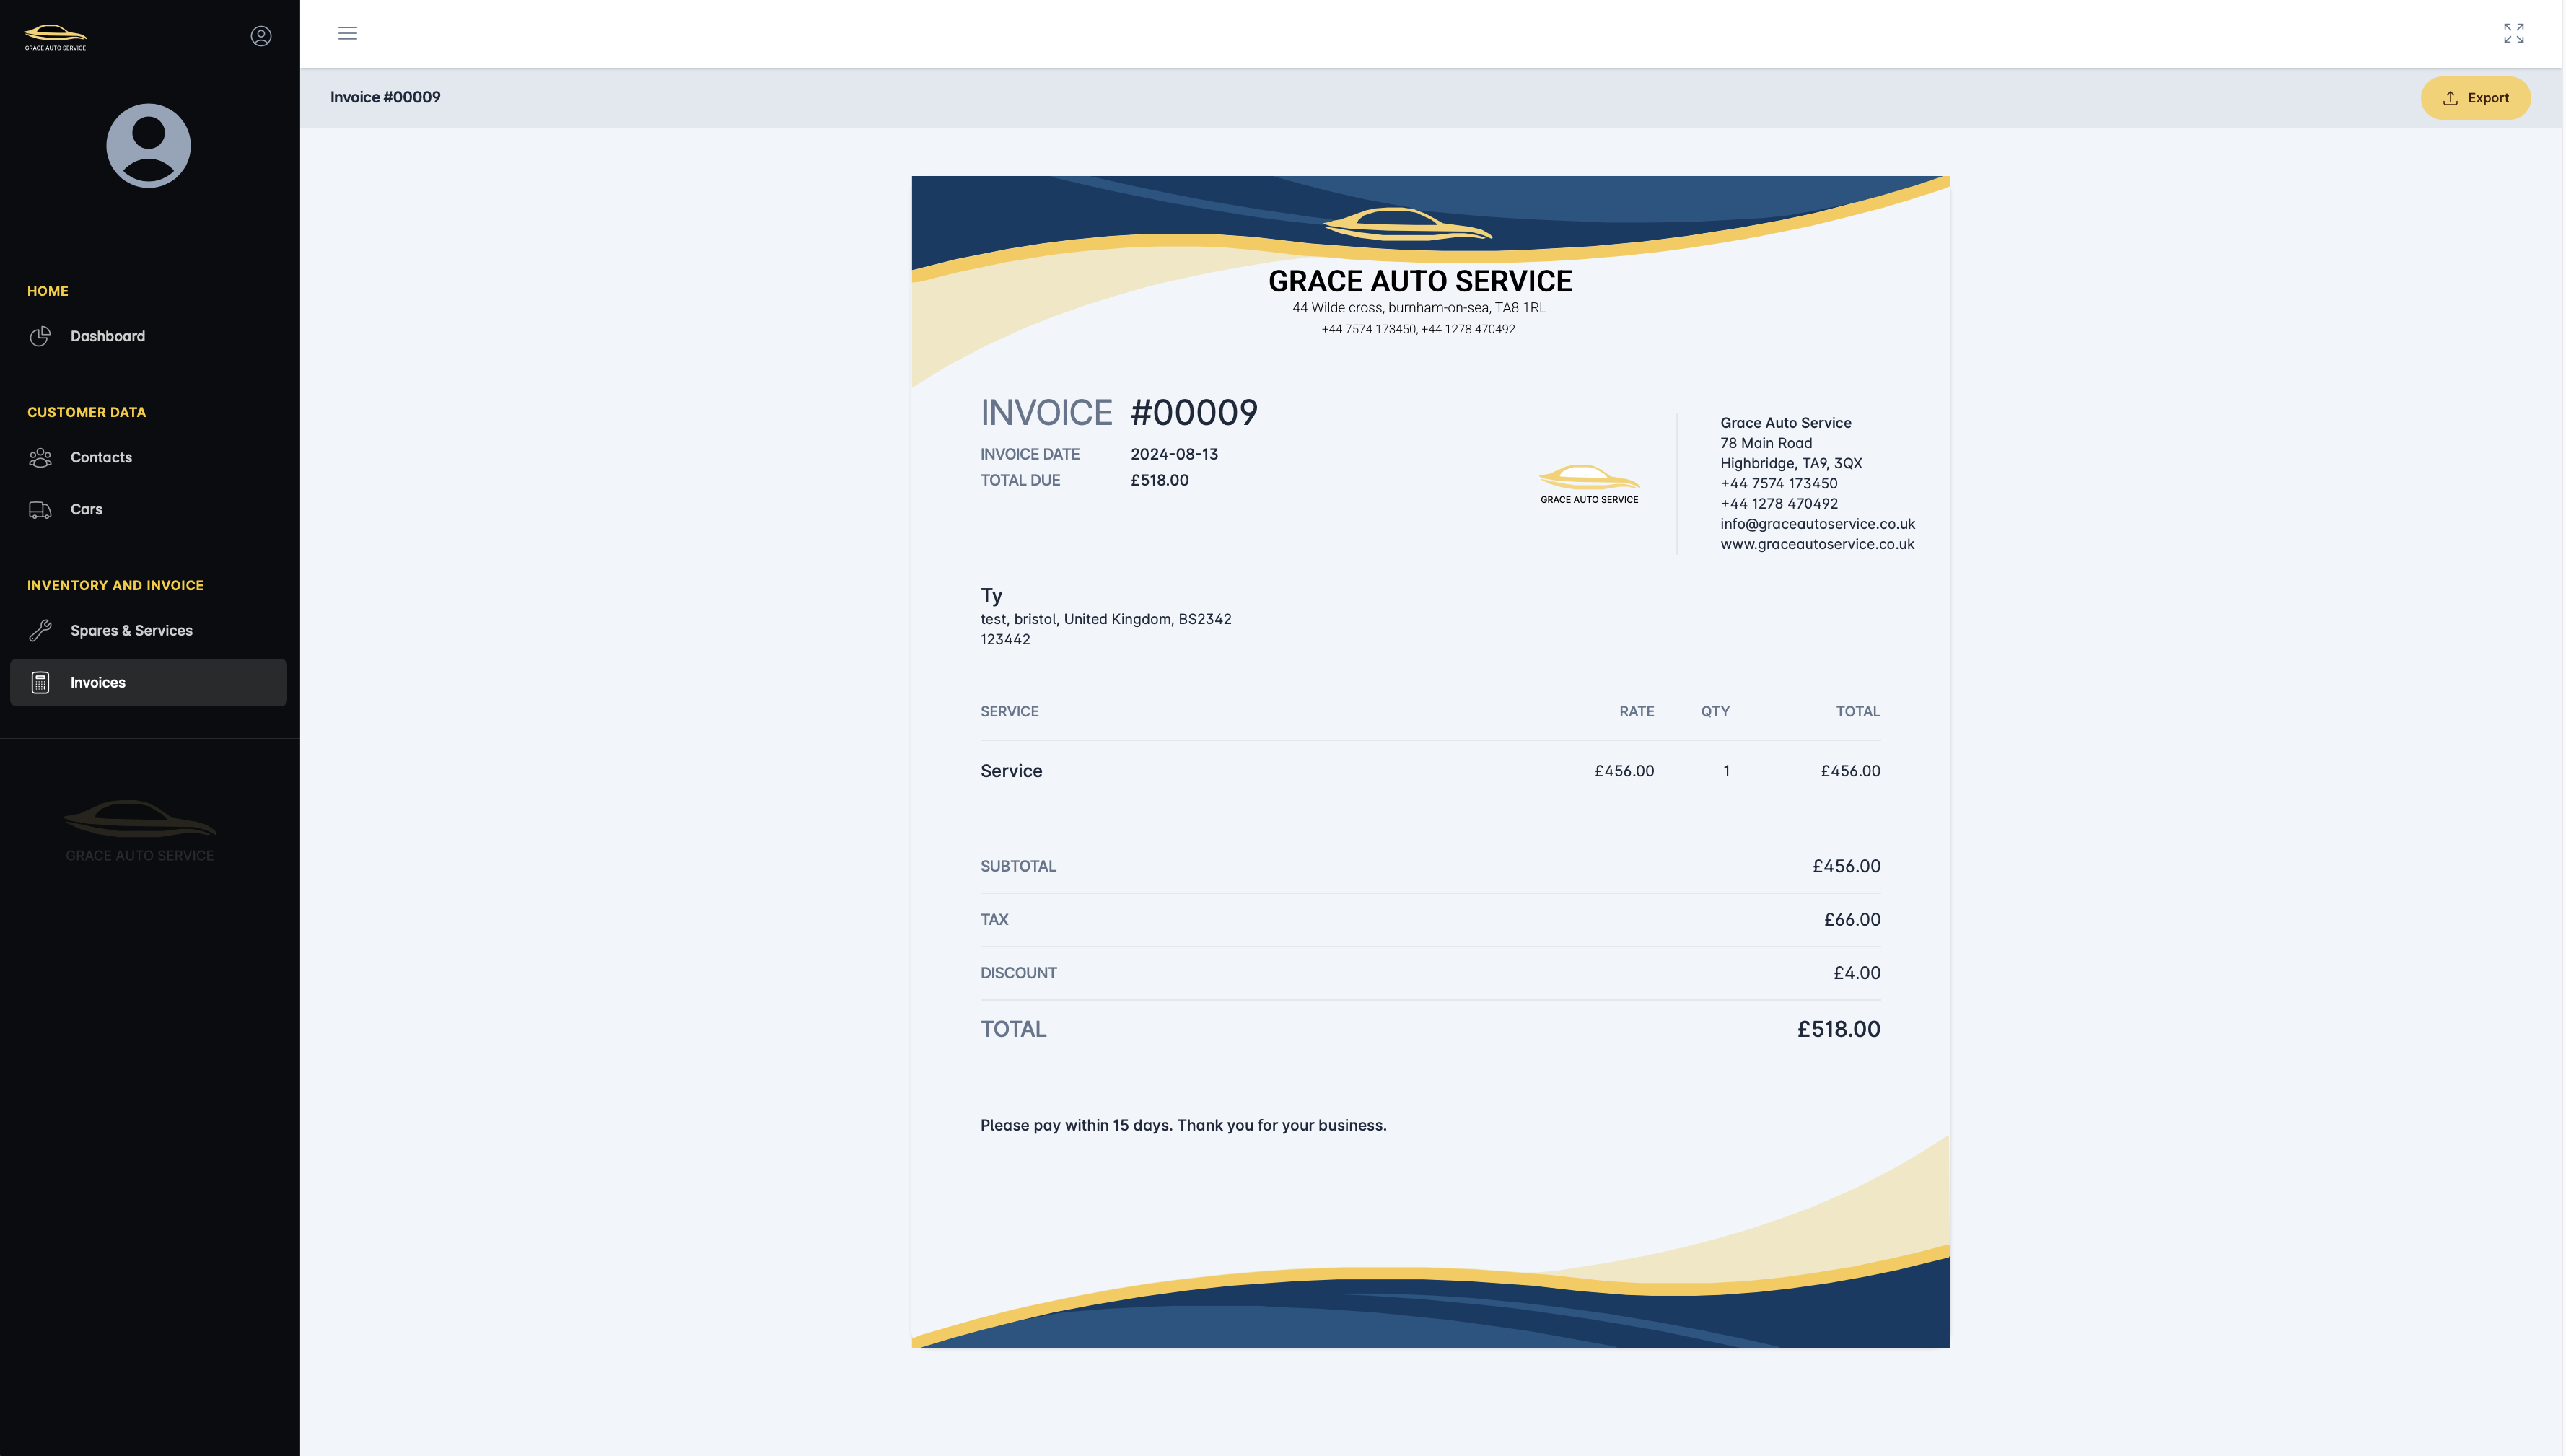 GRACE AUTO SERVICE
HOME
Dashboard
CUSTOMER DATA
Contacts
Cars
INVENTORY AND INVOICE
Spares & Services
Invoices
GRACE AUTO SERVICE
Invoice #00009
Export
GRACE AUTO SERVICE
44 Wilde cross, burnham-on-sea, TA8 1RL
+44 7574 173450, +44 1278 470492
INVOICE #00009
INVOICE DATE 2024-08-13
TOTAL DUE £518.00
GRACE AUTO SERVICE
Grace Auto Service
78 Main Road
Highbridge, TA9, 3QX
+44 7574 173450
+44 1278 470492
info@graceautoservice.co.uk
www.graceautoservice.co.uk
Ty
test, bristol, United Kingdom, BS2342
123442
SERVICE RATE QTY TOTAL
Service £456.00 1 £456.00
SUBTOTAL £456.00
TAX £66.00
DISCOUNT £4.00
TOTAL £518.00
Please pay within 15 days. Thank you for your business.